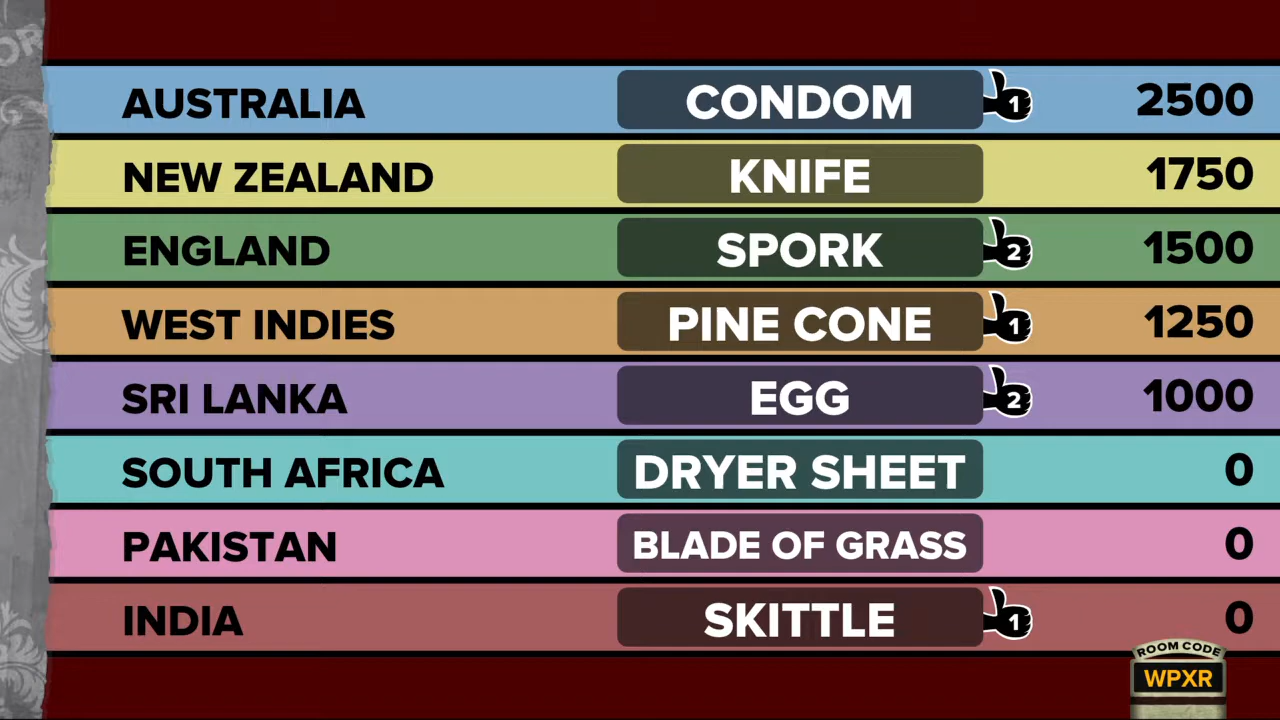 AUSTRALIA CONDOM 1 2500
NEW ZEALAND KNIFE 1750
ENGLAND SPORK 2 1500
WEST INDIES PINE CONE 1 1250
SRI LANKA EGG 2 1000
SOUTH AFRICA DRYER SHEET 0
PAKISTAN BLADE OF GRASS 0
INDIA SKITTLE 1 0
ROOM CODE
WPXR